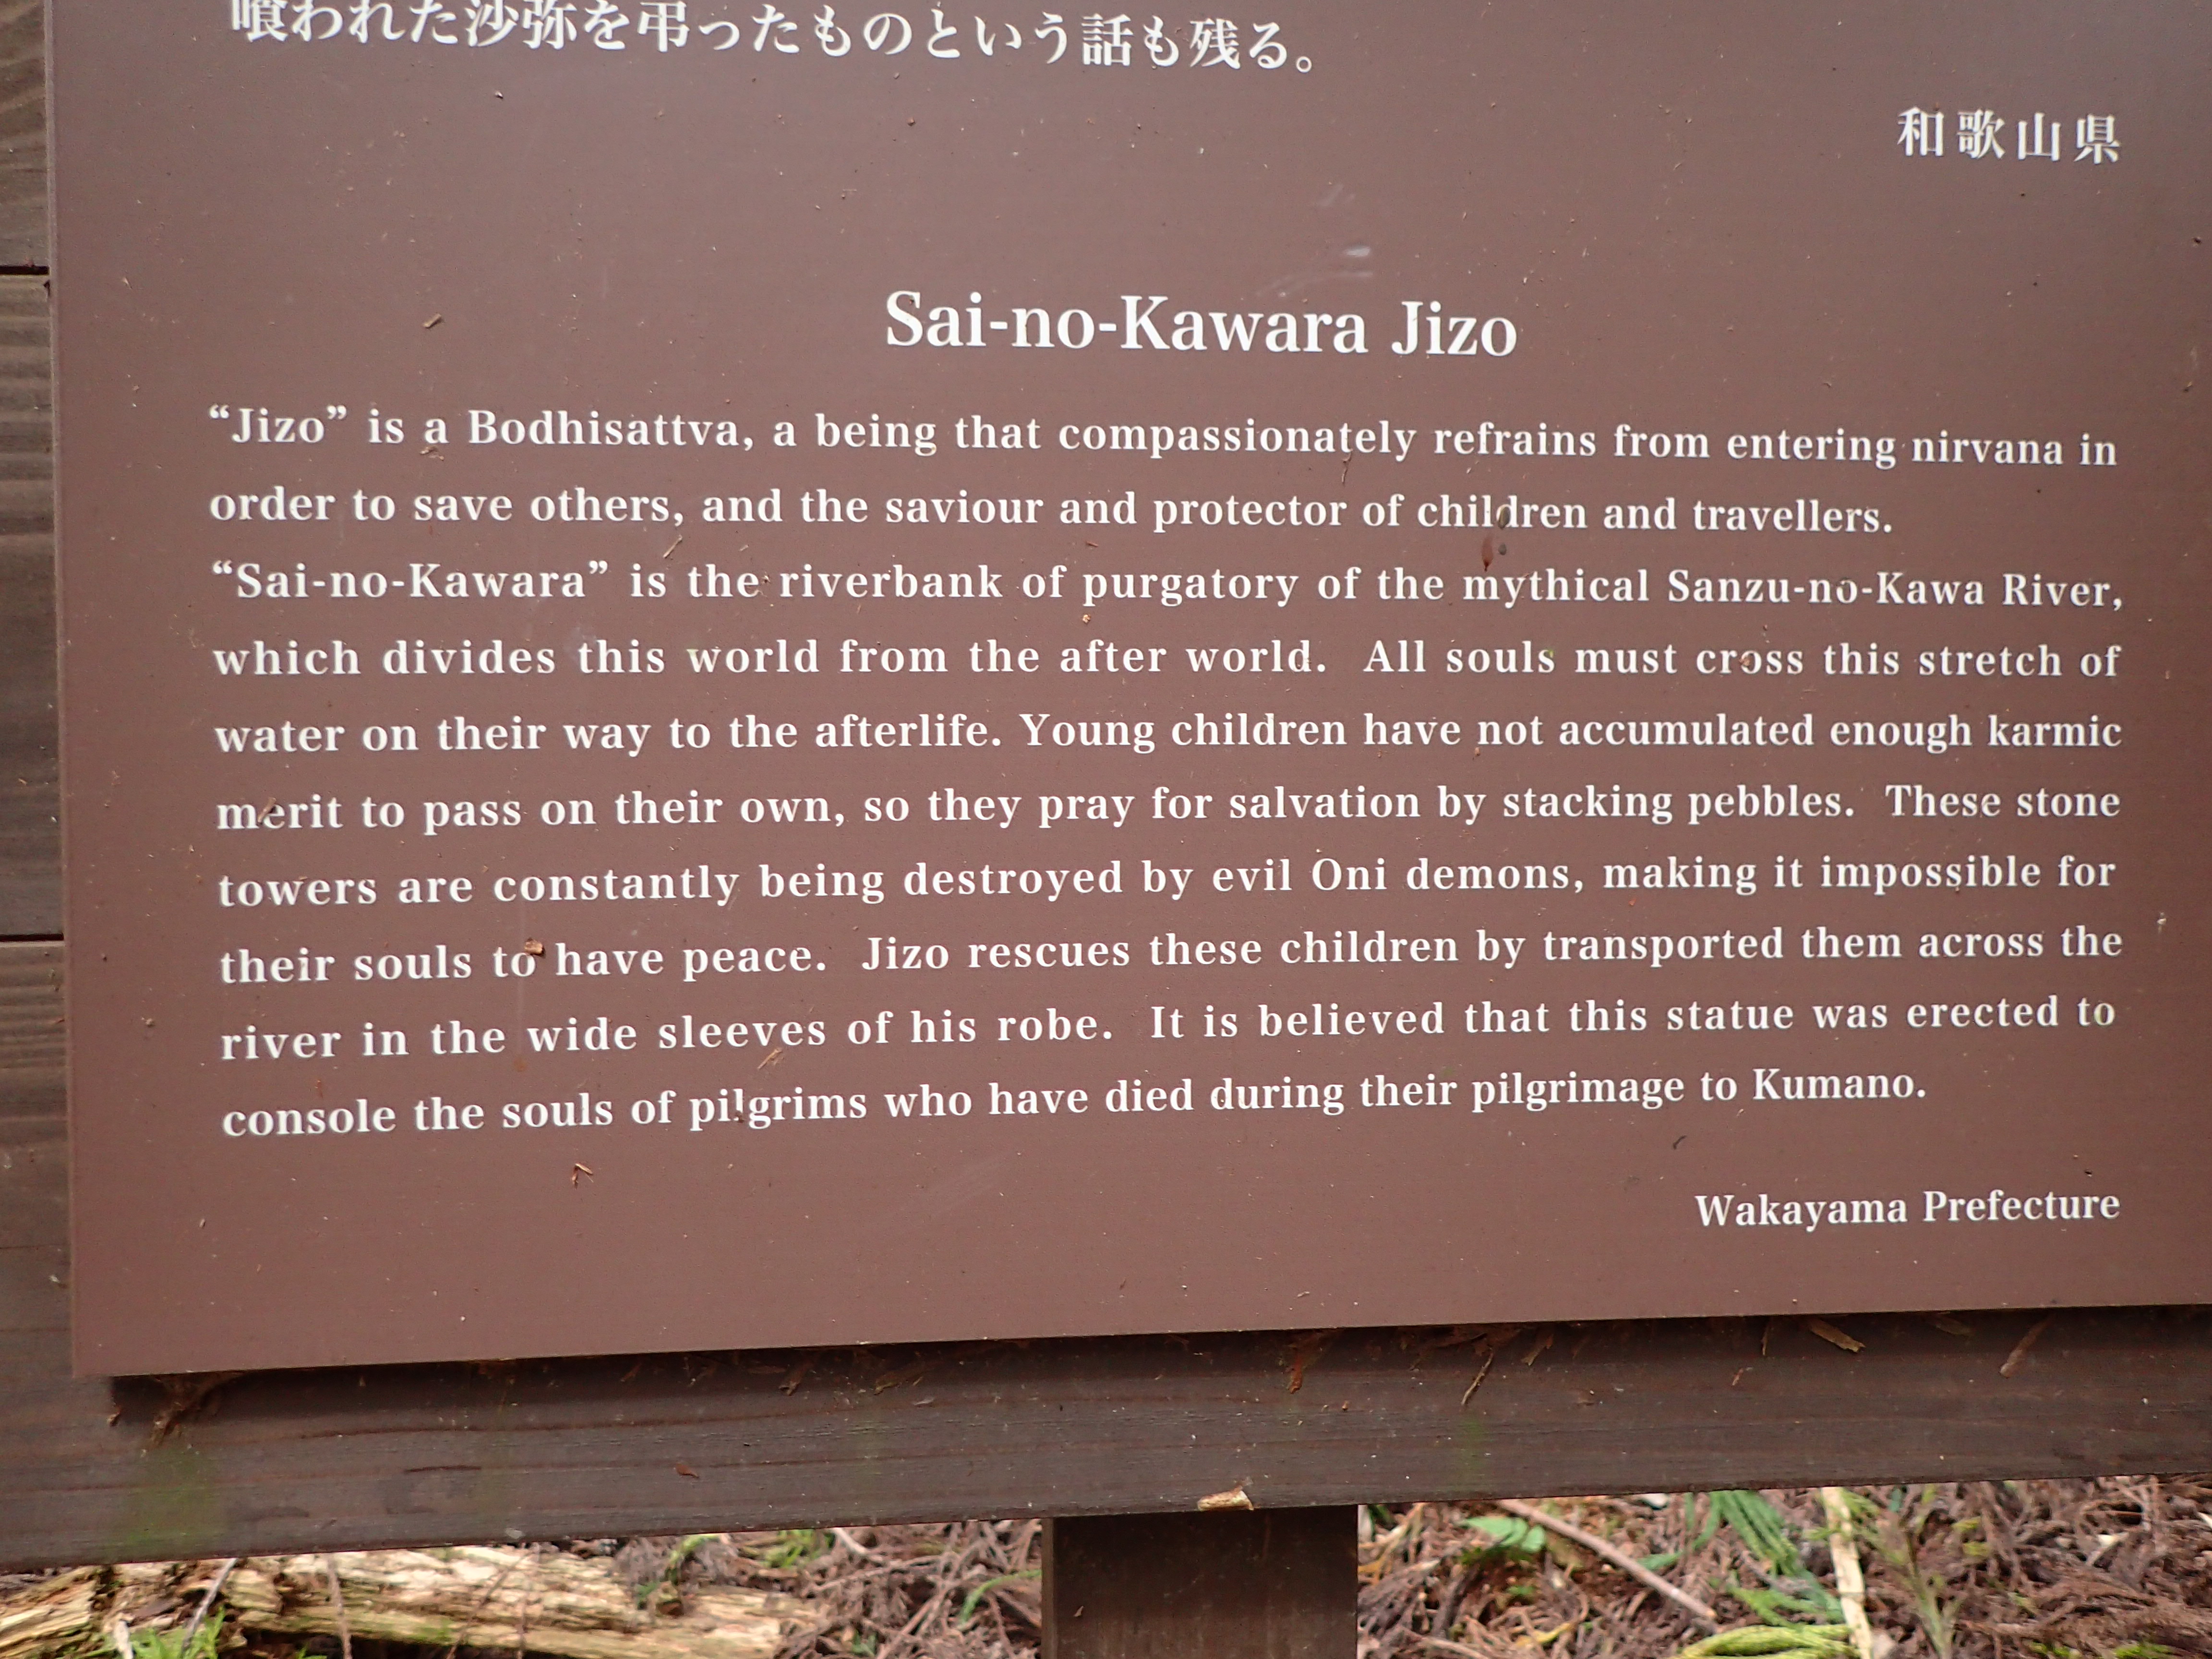 喰われた沙弥を弔ったものという話も残る。
和歌山県
Sai-no-Kawara Jizo
“Jizo” is a Bodhisattva, a being that compassionately refrains from entering nirvana in
order to save others, and the saviour and protector of children and travellers.
“Sai-no-Kawara” is the riverbank of purgatory of the mythical Sanzu-no-Kawa River,
which divides this world from the after world. All souls must cross this stretch of
water on their way to the afterlife. Young children have not accumulated enough karmic
merit to pass on their own, so they pray for salvation by stacking pebbles. These stone
towers are constantly being destroyed by evil Oni demons, making it impossible for
their souls to have peace. Jizo rescues these children by transported them across the
river in the wide sleeves of his robe. It is believed that this statue was erected to
console the souls of pilgrims who have died during their pilgrimage to Kumano.
Wakayama Prefecture